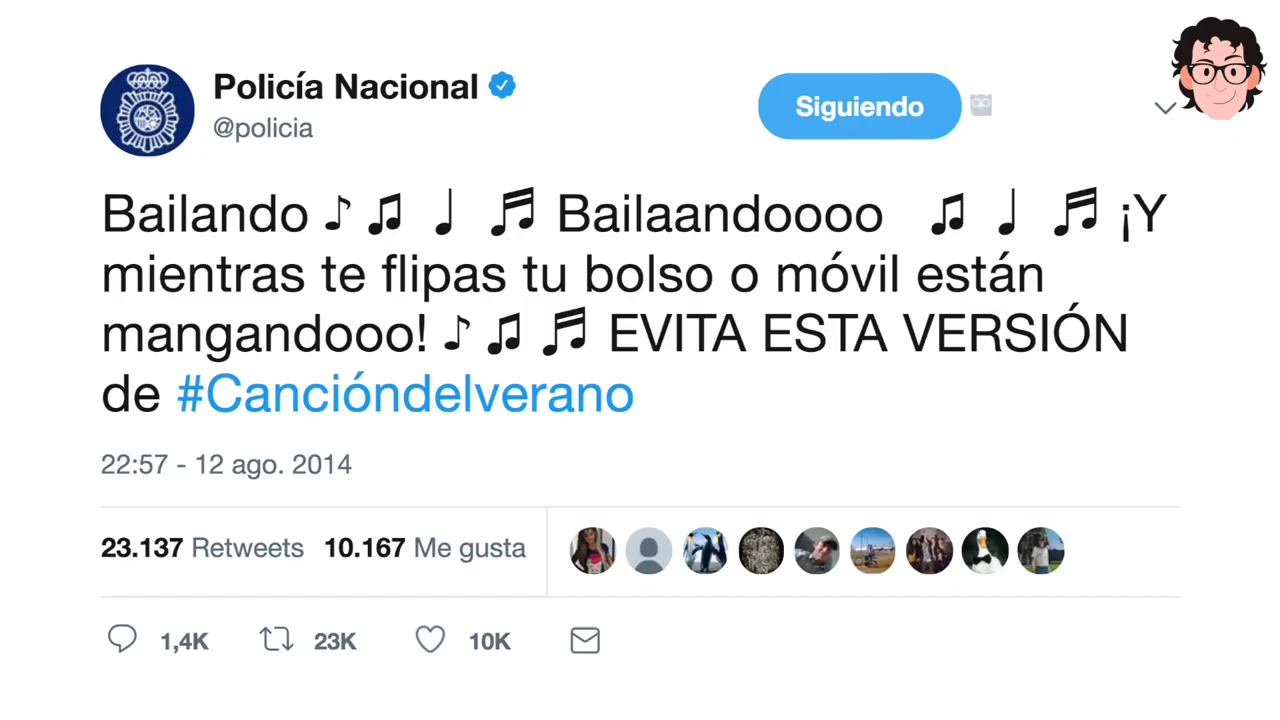 Policía Nacional
@policia
Siguiendo
Bailando ♪♫ ♩ ♬ Bailaandoooo ♫ ♩ ♬ ¡Y
mientras te flipas tu bolso o móvil están
mangandooo! ♪♫ ♬ EVITA ESTA VERSIÓN
de #Cancióndelverano
22:57 - 12 ago. 2014
23.137 Retweets 10.167 Me gusta
1,4K 23K 10K